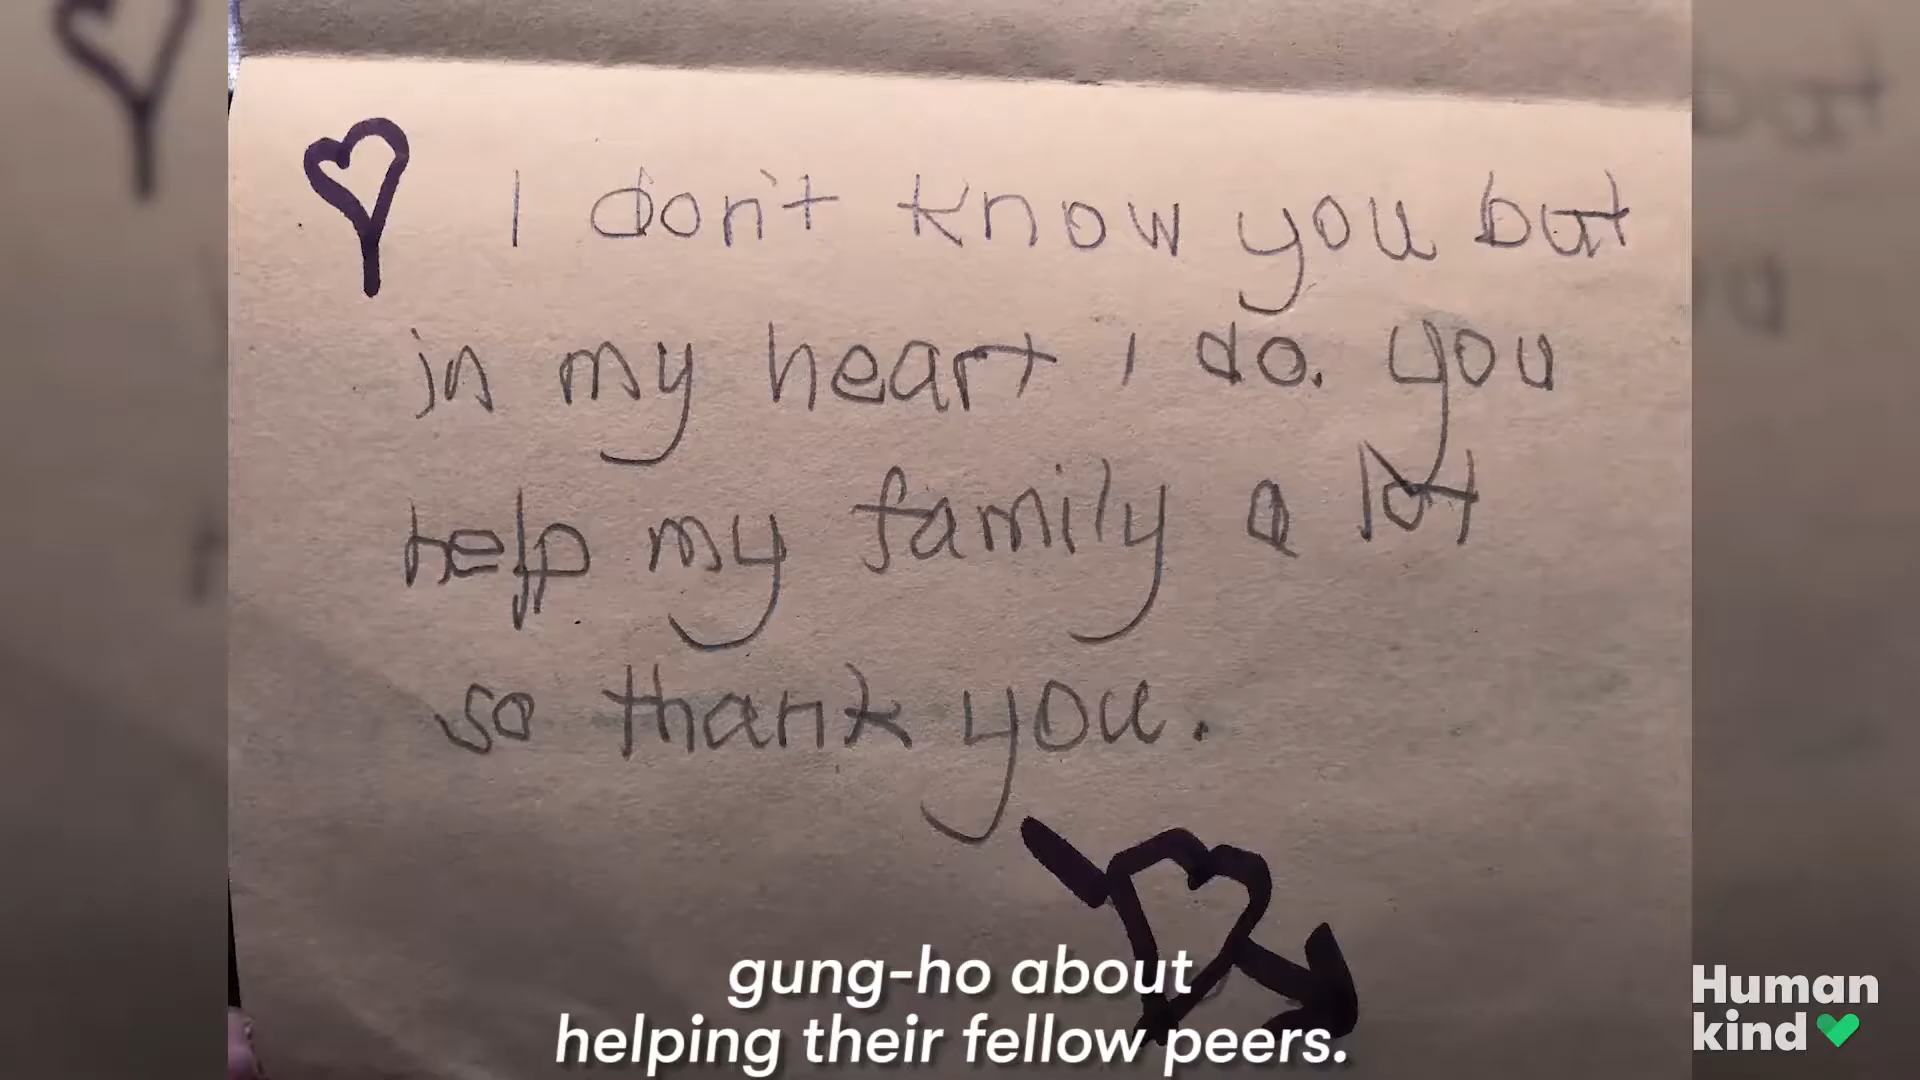 I don't know you but
in my heart i do. you
help my family a lot
so thank you.
gung-ho about
helping their fellow peers.
Human
kind